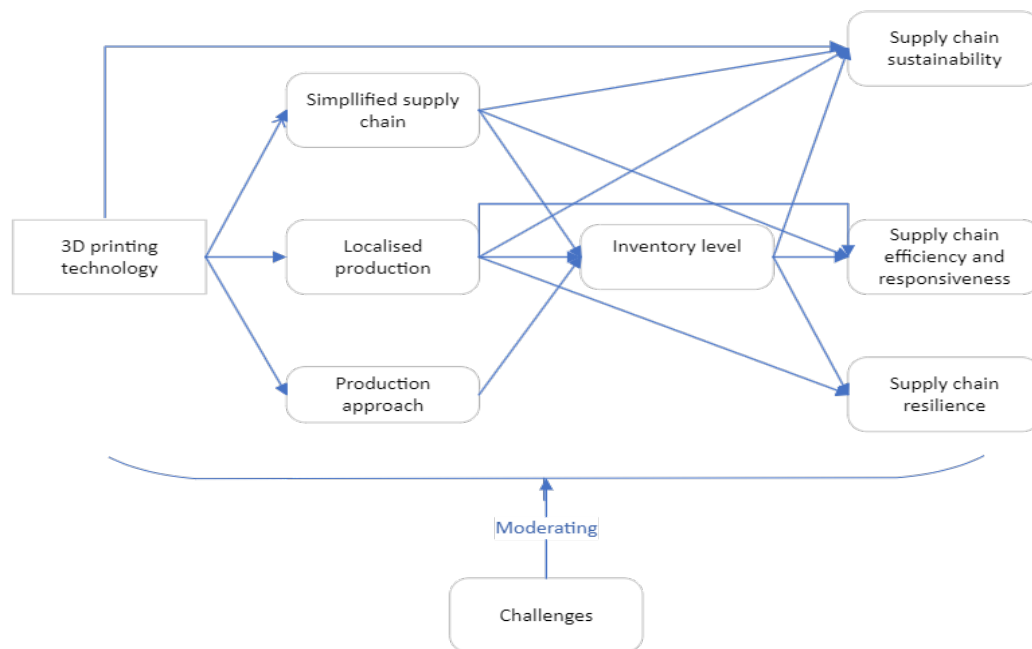 Supply chain
sustainability
Simpllified supply
chain
3D printing
technology
Localised
production
Inventory level
Supply chain
efficiency and
responsiveness
Production
approach
Supply chain
resilience
Moderating
Challenges